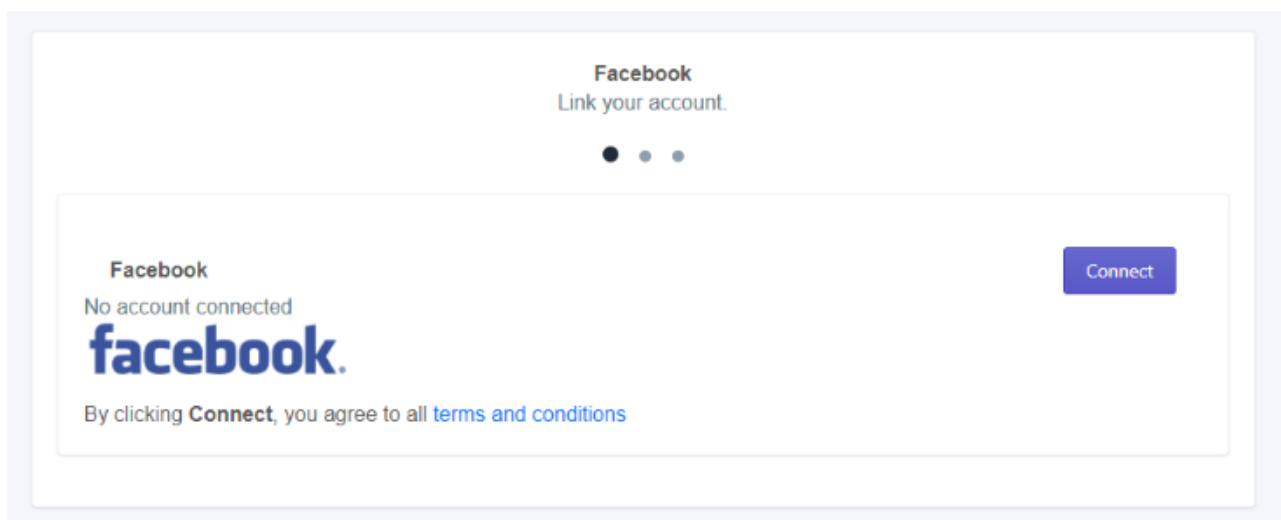 Facebook
Link your account.
Facebook
Connect
No account connected
facebook.
By clicking Connect, you agree to all terms and conditions